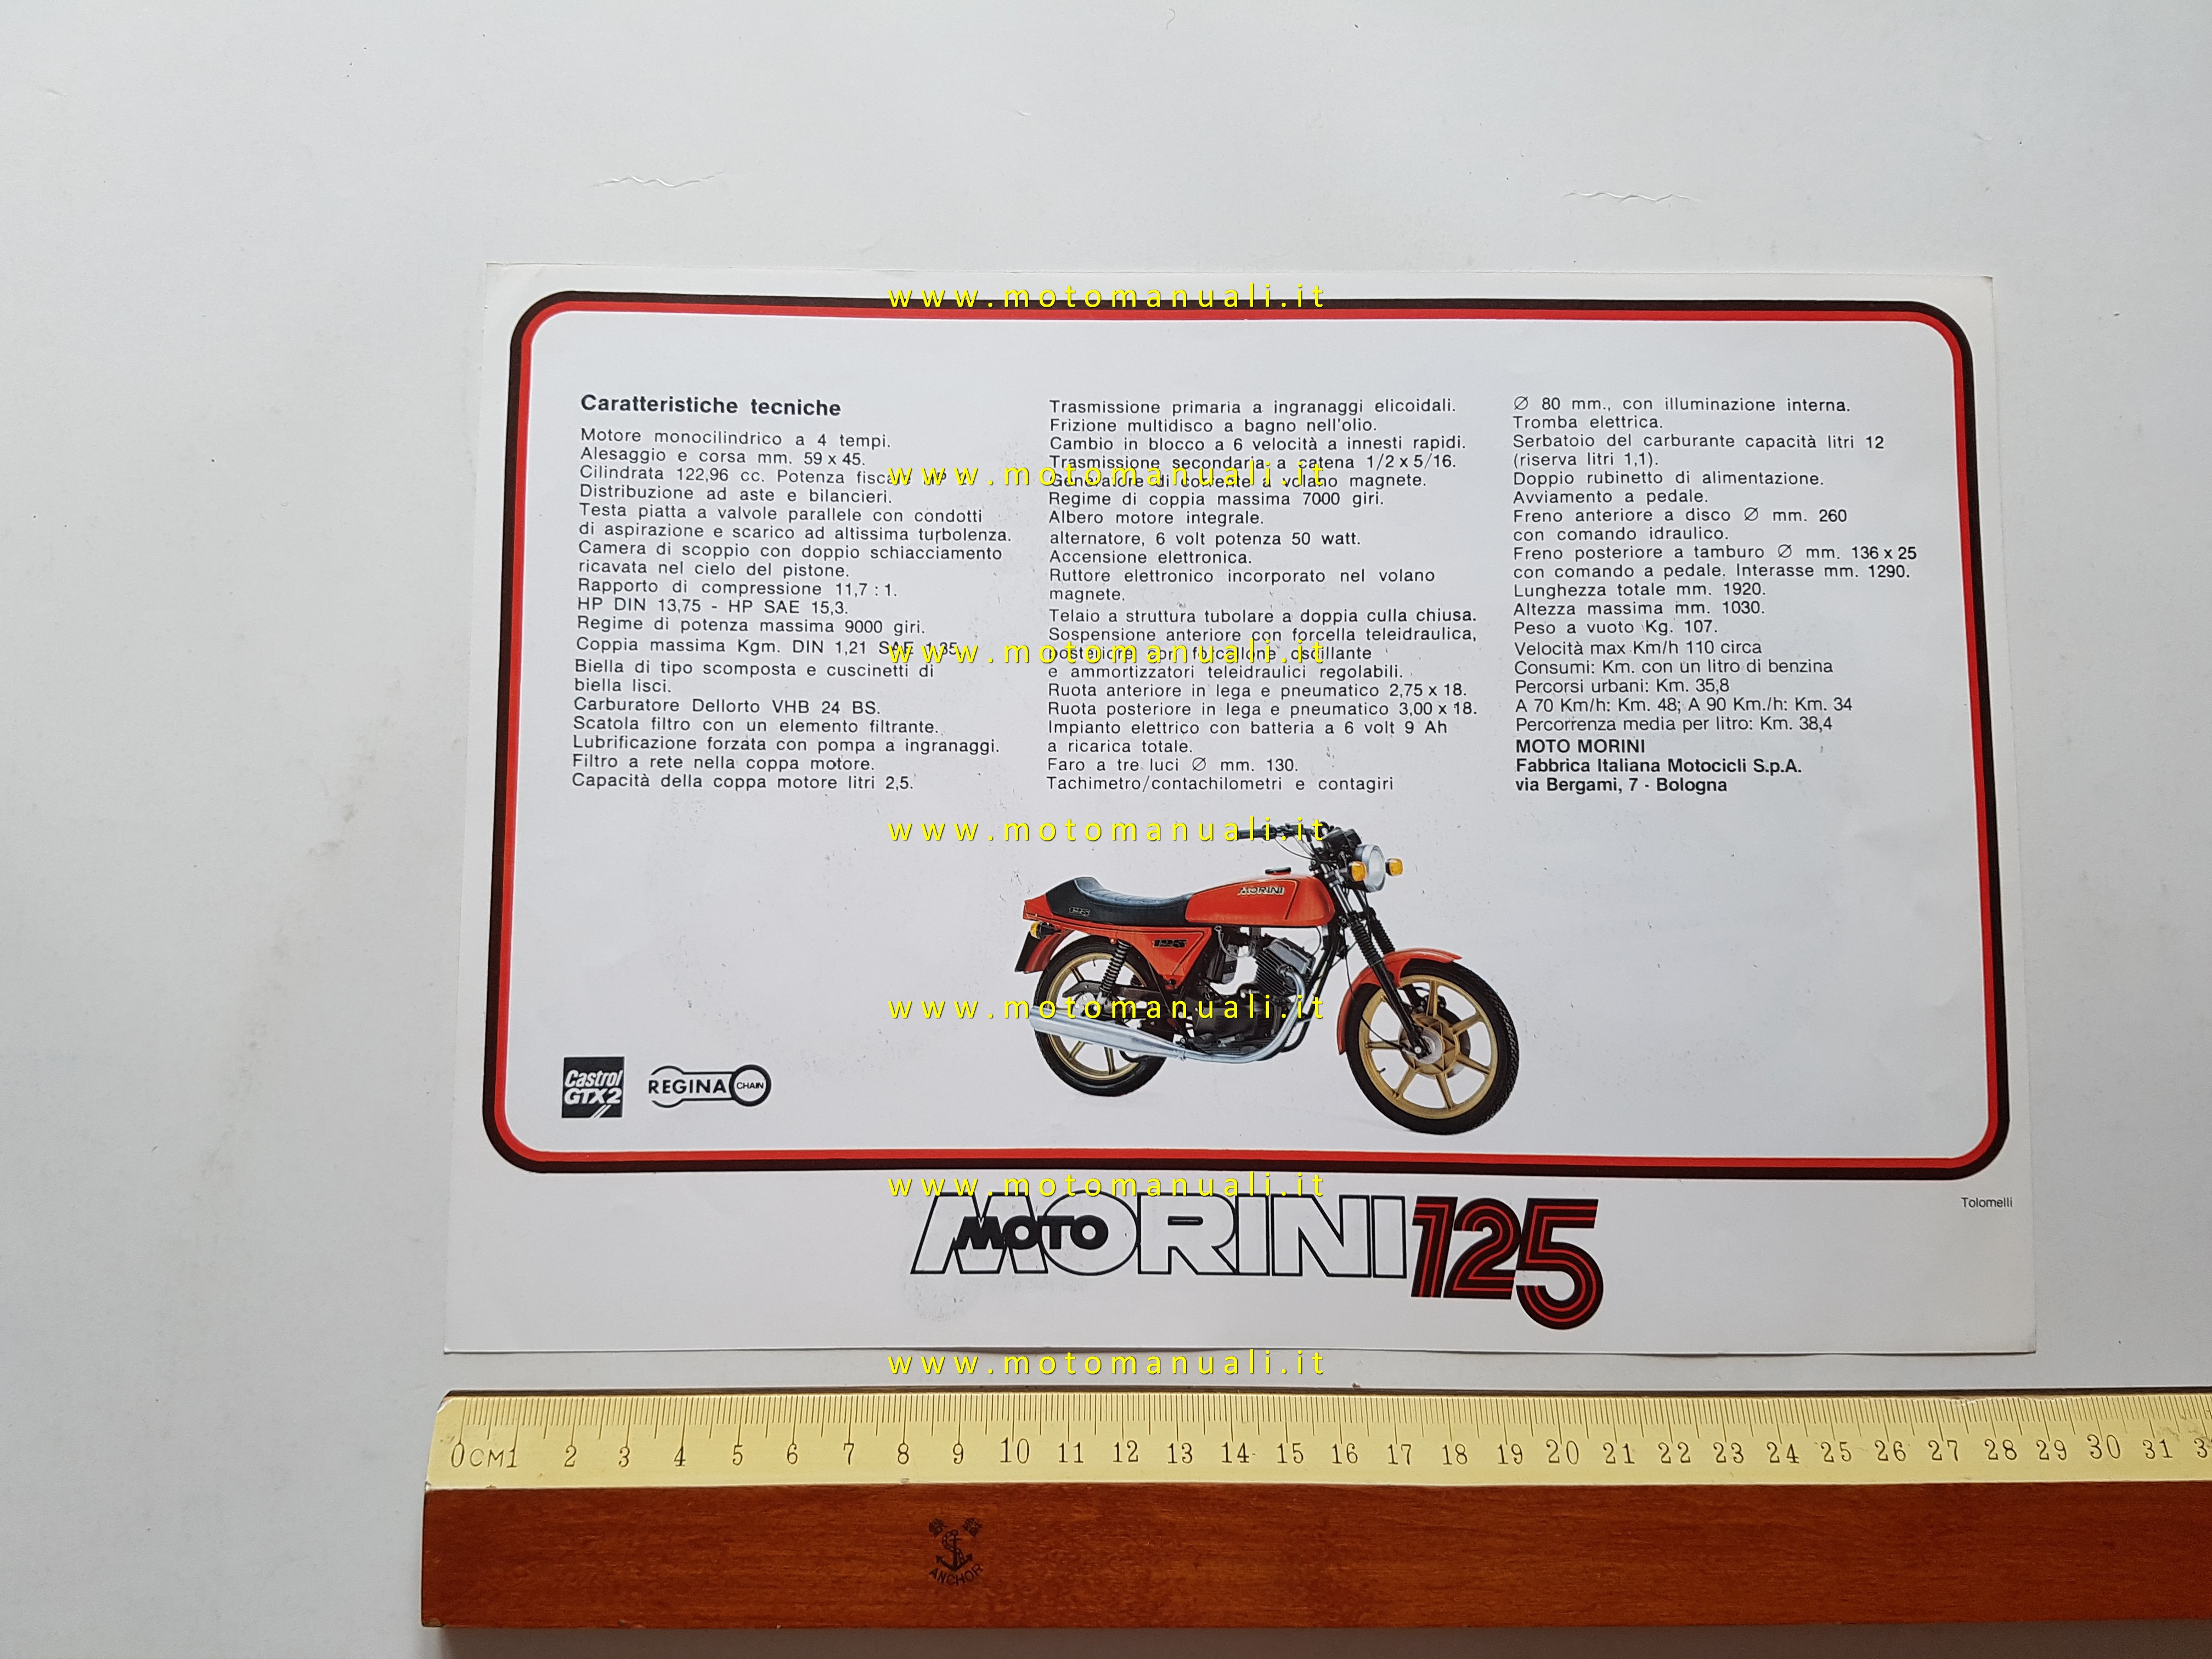 www.motomanuali.it
Caratteristiche tecniche
Motore monocilindrico a 4 tempi.
Alesaggio e corsa mm. 59 x 45.
Cilindrata 122,96 cc. Potenza fiscale HP 2.
Distribuzione ad aste e bilancieri.
Testa piatta a valvole parallele con condotti
di aspirazione e scarico ad altissima turbolenza.
Camera di scoppio con doppio schiacciamento
ricavata nel cielo del pistone.
Rapporto di compressione 11,7 : 1.
HP DIN 13,75 - HP SAE 15,3.
Regime di potenza massima 9000 giri.
Coppia massima Kgm. DIN 1,21 SAE 1,35.
Biella di tipo scomposta e cuscinetti di
biella lisci.
Carburatore Dellorto VHB 24 BS.
Scatola filtro con un elemento filtrante.
Lubrificazione forzata con pompa a ingranaggi.
Filtro a rete nella coppa motore.
Capacità della coppa motore litri 2,5.
Trasmissione primaria a ingranaggi elicoidali.
Frizione multidisco a bagno nell'olio.
Cambio in blocco a 6 velocità a innesti rapidi.
Trasmissione secondaria a catena 1/2 x 5/16.
www.motomanuali.it
Generatore di corrente a volano magnete.
Regime di coppia massima 7000 giri.
Albero motore integrale.
alternatore, 6 volt potenza 50 watt.
Accensione elettronica.
Ruttore elettronico incorporato nel volano
magnete.
Telaio a struttura tubolare a doppia culla chiusa.
Sospensione anteriore con forcella teleidraulica,
www.motomanuali.it
posteriore con forcellone oscillante
e ammortizzatori teleidraulici regolabili.
Ruota anteriore in lega e pneumatico 2,75 x 18.
Ruota posteriore in lega e pneumatico 3,00 x 18.
Impianto elettrico con batteria a 6 volt 9 Ah
a ricarica totale.
Faro a tre luci Ø mm. 130.
Tachimetro/contachilometri e contagiri
Ø 80 mm., con illuminazione interna.
Tromba elettrica.
Serbatoio del carburante capacità litri 12
(riserva litri 1,1).
Doppio rubinetto di alimentazione.
Avviamento a pedale.
Freno anteriore a disco Ø mm. 260
con comando idraulico.
Freno posteriore a tamburo Ø mm. 136 x 25
con comando a pedale. Interasse mm. 1290.
Lunghezza totale mm. 1920.
Altezza massima mm. 1030.
Peso a vuoto Kg. 107.
Velocità max Km/h 110 circa
Consumi: Km. con un litro di benzina
Percorsi urbani: Km. 35,8
A 70 Km/h: Km. 48; A 90 Km./h: Km. 34
Percorrenza media per litro: Km. 38,4
MOTO MORINI
Fabbrica Italiana Motocicli S.p.A.
via Bergami, 7 - Bologna
www.motomanuali.it
MORINI
125
125
www.motomanuali.it
Castrol
GTX2
REGINA CHAIN
www.motomanuali.it
MOTO MORINI 125
Tolomelli
www.motomanuali.it
0CM1 2 3 4 5 6 7 8 9 10 11 12 13 14 15 16 17 18 19 20 21 22 23 24 25 26 27 28 29 30 31
ANCHOR